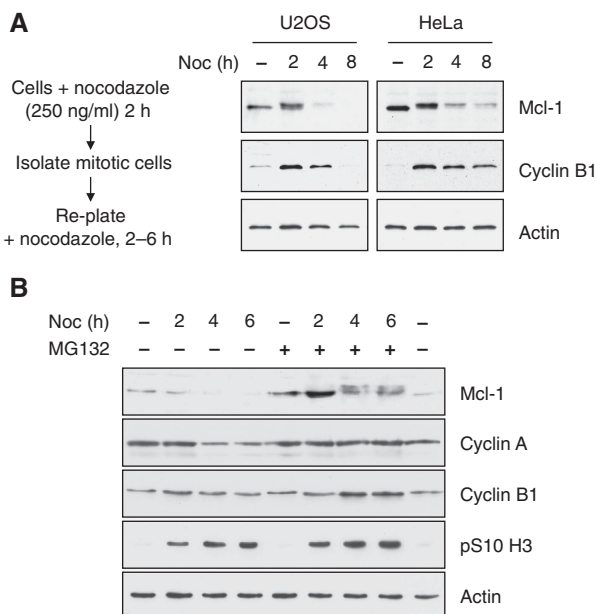 A
U2OS HeLa
Noc (h) – 2 4 8 – 2 4 8
Cells + nocodazole
(250 ng/ml) 2 h
Isolate mitotic cells
Re-plate
+ nocodazole, 2–6 h
Mcl-1
Cyclin B1
Actin
B
Noc (h) – 2 4 6 – 2 4 6 –
MG132 – – – – + + + + –
Mcl-1
Cyclin A
Cyclin B1
pS10 H3
Actin